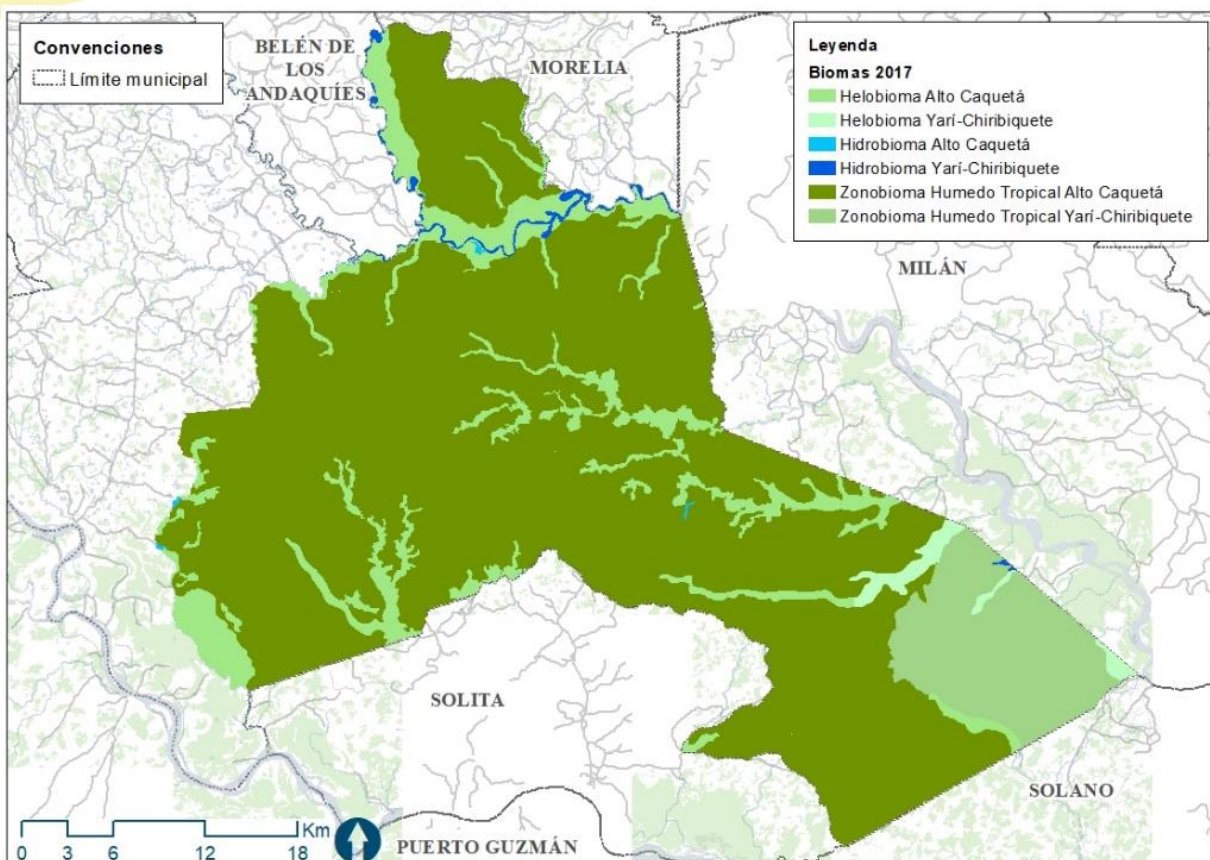 Convenciones
Límite municipal
BELÉN DE
LOS
ANDAQUÍES
MORELIA
Leyenda
Biomas 2017
Helobioma Alto Caquetá
Helobioma Yarí-Chiribiquete
Hidrobioma Alto Caquetá
Hidrobioma Yarí-Chiribiquete
Zonobioma Humedo Tropical Alto Caquetá
Zonobioma Humedo Tropical Yarí-Chiribiquete
MILÁN
SOLITA
SOLANO
PUERTO GUZMÁN
Km
0 3 6 12 18